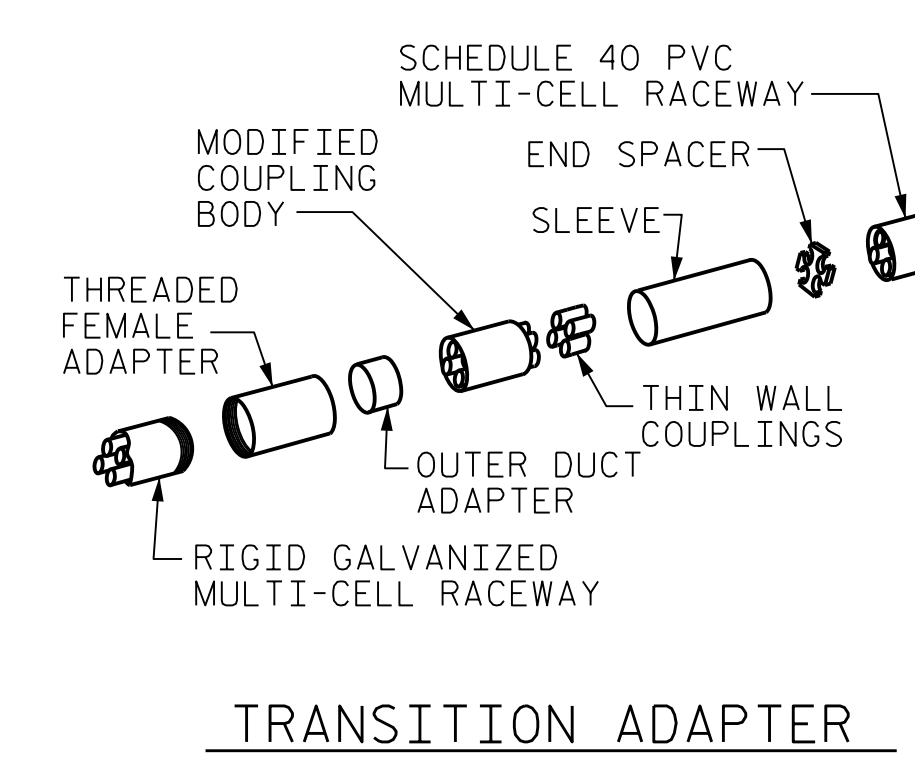 SCHEDULE 40 PVC
MULTI-CELL RACEWAY
MODIFIED
COUPLING
BODY
END SPACER
SLEEVE
THREADED
FEMALE
ADAPTER
THIN WALL
COUPLINGS
OUTER DUCT
ADAPTER
RIGID GALVANIZED
MULTI-CELL RACEWAY
TRANSITION ADAPTER